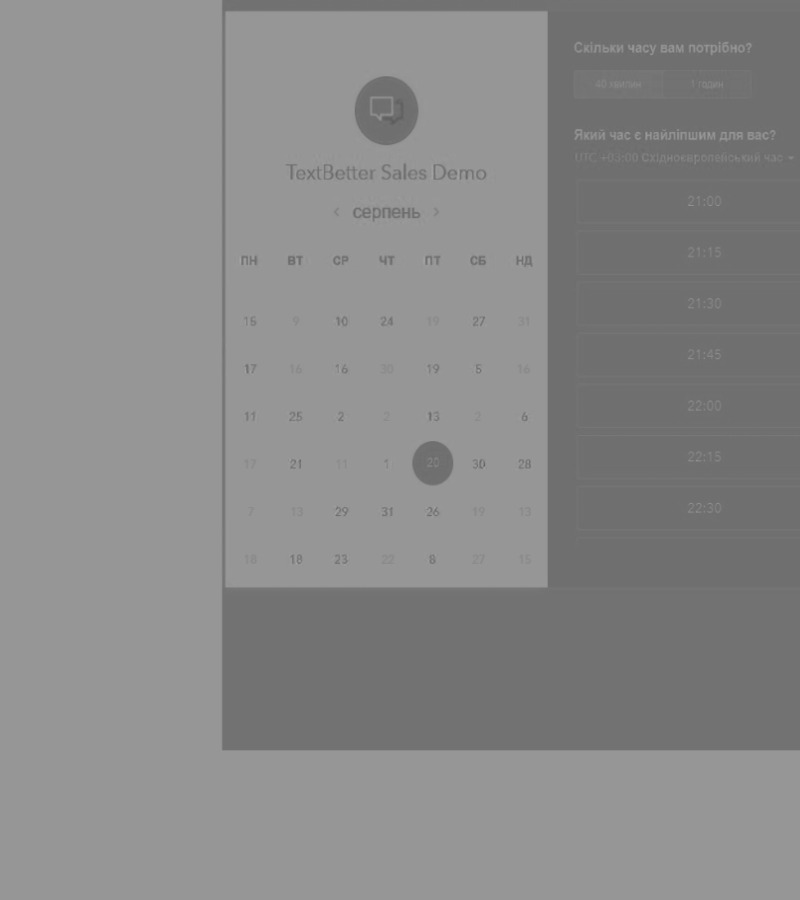 TextBetter Sales Demo
‹ серпень ›
ПН ВТ СР ЧТ ПТ СБ НД
15 9 10 24 19 27 31
17 16 16 30 19 5 16
11 25 2 2 13 2 6
17 21 11 1 20 30 28
7 13 29 31 26 19 13
18 18 23 22 8 27 15
Скільки часу вам потрібно?
40 хвилин 1 годин
Який час є найліпшим для вас?
UTC +03:00 Східноєвропейський час
21:00
21:15
21:30
21:45
22:00
22:15
22:30